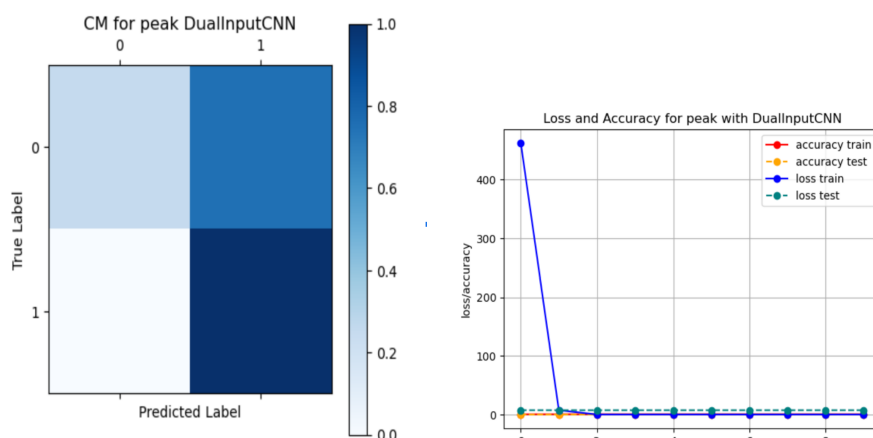 CM for peak DualInputCNN
0 1
1.0
0.8
0.6
0.4
0.2
0.0
0
1
True Label
Predicted Label
Loss and Accuracy for peak with DualInputCNN
accuracy train
accuracy test
loss train
loss test
400
300
200
100
0
loss/accuracy